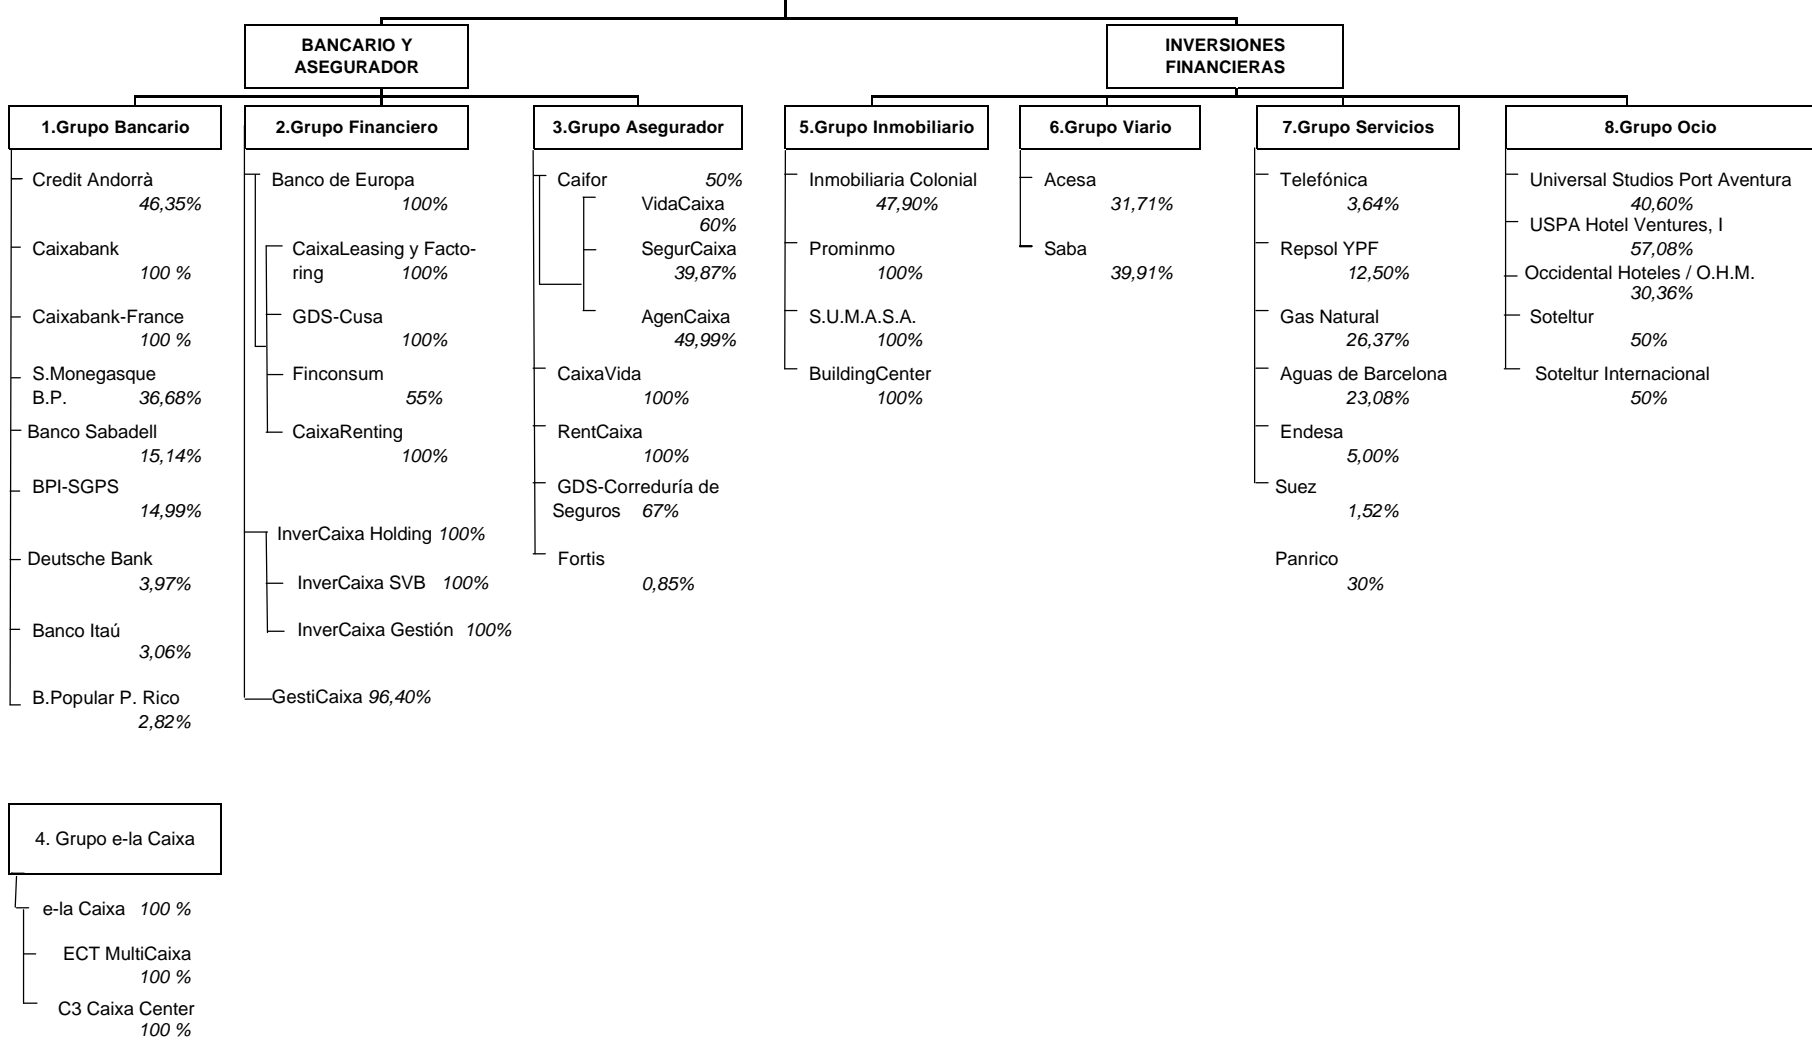 BANCARIO Y
ASEGURADOR
INVERSIONES
FINANCIERAS
1.Grupo Bancario
Credit Andorrà
46,35%
Caixabank
100 %
Caixabank-France
100 %
S.Monegasque
B.P. 36,68%
Banco Sabadell
15,14%
BPI-SGPS
14,99%
Deutsche Bank
3,97%
Banco Itaú
3,06%
B.Popular P. Rico
2,82%
2.Grupo Financiero
Banco de Europa
100%
CaixaLeasing y Facto-
ring 100%
GDS-Cusa
100%
Finconsum
55%
CaixaRenting
100%
InverCaixa Holding 100%
InverCaixa SVB 100%
InverCaixa Gestión 100%
GestiCaixa 96,40%
3.Grupo Asegurador
Caifor 50%
VidaCaixa
60%
SegurCaixa
39,87%
AgenCaixa
49,99%
CaixaVida
100%
RentCaixa
100%
GDS-Correduría de
Seguros 67%
Fortis
0,85%
5.Grupo Inmobiliario
Inmobiliaria Colonial
47,90%
Prominmo
100%
S.U.M.A.S.A.
100%
BuildingCenter
100%
6.Grupo Viario
Acesa
31,71%
Saba
39,91%
7.Grupo Servicios
Telefónica
3,64%
Repsol YPF
12,50%
Gas Natural
26,37%
Aguas de Barcelona
23,08%
Endesa
5,00%
Suez
1,52%
Panrico
30%
8.Grupo Ocio
Universal Studios Port Aventura
40,60%
USPA Hotel Ventures, I
57,08%
Occidental Hoteles / O.H.M.
30,36%
Soteltur
50%
Soteltur Internacional
50%
4. Grupo e-la Caixa
e-la Caixa 100 %
ECT MultiCaixa
100 %
C3 Caixa Center
100 %